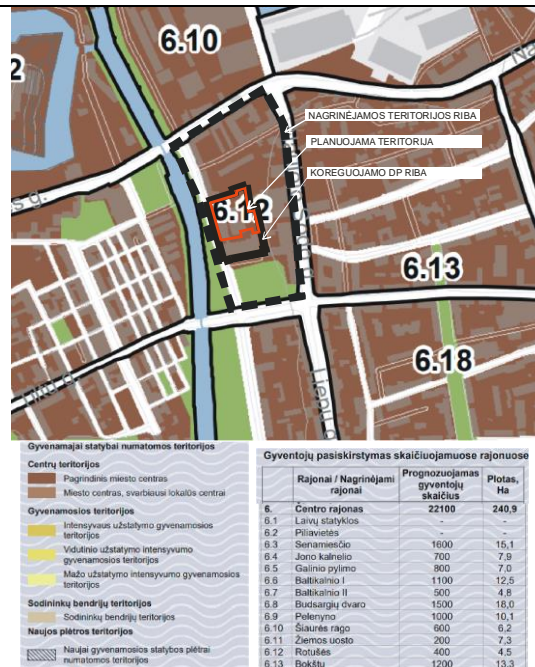 6.10
2
Na
NAGRINĖJAMOS TERITORIJOS RIBA
PLANUOJAMA TERITORIJA
KOREGUOJAMO DP RIBA
6.12
s g.
6.13
6.18
Gyvenamajai statybai numatomos teritorijos
Centrų teritorijos
Pagrindinis miesto centras
Miesto centras, svarbiausi lokalūs centrai
Gyvenamosios teritorijos
Intensyvaus užstatymo gyvenamosios
teritorijos
Vidutinio užstatymo intensyvumo
gyvenamosios teritorijos
Mažo užstatymo intensyvumo gyvenamosios
teritorijos
Sodininkų bendrijų teritorijos
Sodininkų bendrijų teritorijos
Naujos plėtros teritorijos
Naujai gyvenamosios statybos plėtrai
numatomos teritorijos
Gyventojų pasiskirstymas skaičiuojamuose rajonuose
Rajonai / Nagrinėjami rajonai Prognozuojamas gyventojų skaičius Plotas, Ha
6. Centro rajonas 22100 240,9
6.1 Laivų statyklos - -
6.2 Piliavietės - -
6.3 Senamiesčio 1600 15,1
6.4 Jono kalnelio 700 7,9
6.5 Galinio pylimo 800 7,0
6.6 Baltikalnio I 1100 12,5
6.7 Baltikalnio II 500 4,8
6.8 Budsargių dvaro 1500 18,0
6.9 Pelenyno 1000 10,1
6.10 Šiaurės rago 600 6,2
6.11 Žiemos uosto 200 7,3
6.12 Rotušės 400 4,5
6.13 Bokštų 1200 13,3